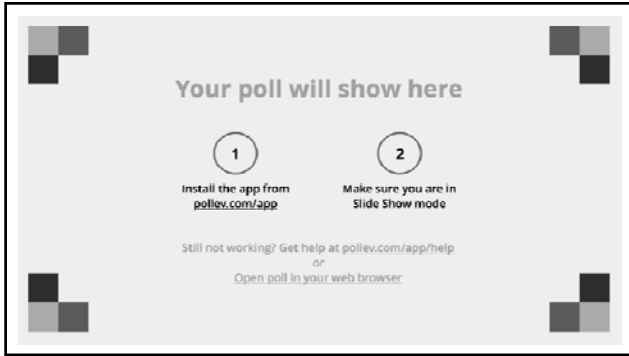 Your poll will show here
1
2
Install the app from
pollev.com/app
Make sure you are in
Slide Show mode
Still not working? Get help at pollev.com/app/help
or
Open poll in your web browser